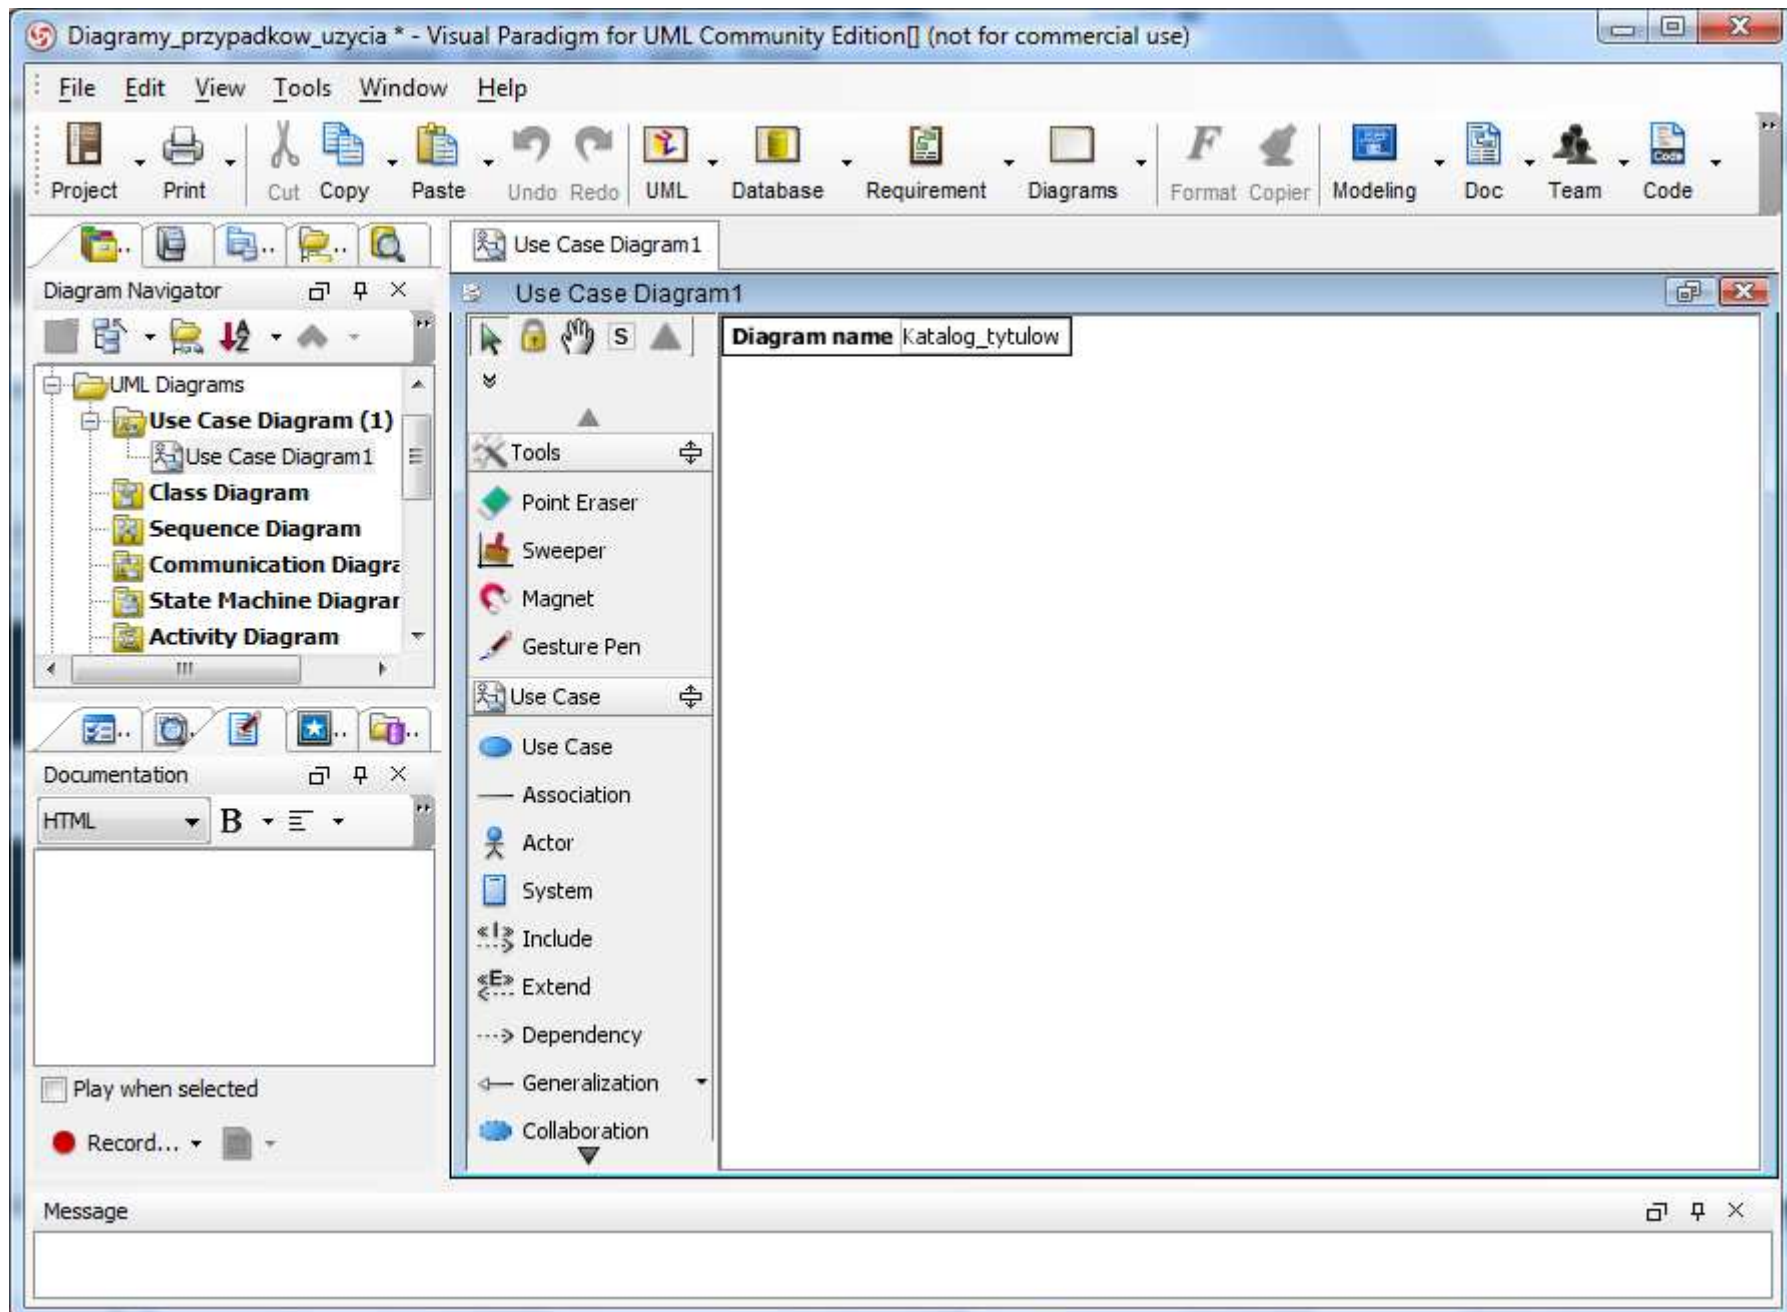 Diagramy_przypadkow_uzycia * - Visual Paradigm for UML Community Edition[] (not for commercial use)
File Edit View Tools Window Help
Project Print Cut Copy Paste Undo Redo UML Database Requirement Diagrams Format Copier Modeling Doc Team Code
Use Case Diagram1
Diagram Navigator
UML Diagrams
Use Case Diagram (1)
Use Case Diagram1
Class Diagram
Sequence Diagram
Communication Diagra
State Machine Diagrar
Activity Diagram
Documentation
HTML B
Play when selected
Record...
Use Case Diagram1
S
Diagram name Katalog_tytulow
Tools
Point Eraser
Sweeper
Magnet
Gesture Pen
Use Case
Use Case
Association
Actor
System
«I» Include
«E» Extend
Dependency
Generalization
Collaboration
Message